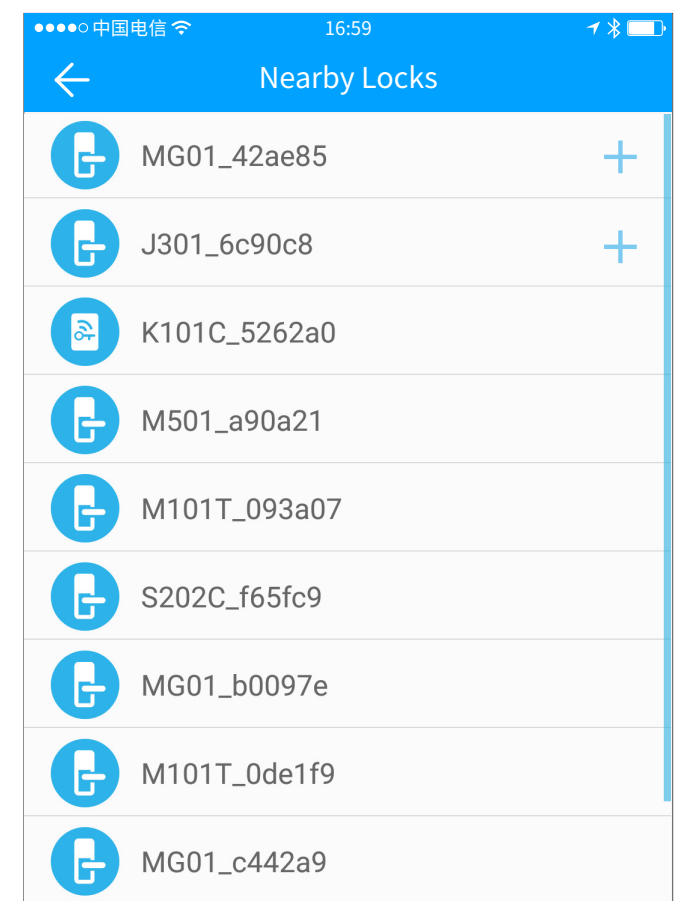 中国电信 16:59
Nearby Locks
MG01_42ae85
J301_6c90c8
K101C_5262a0
M501_a90a21
M101T_093a07
S202C_f65fc9
MG01_b0097e
M101T_0de1f9
MG01_c442a9